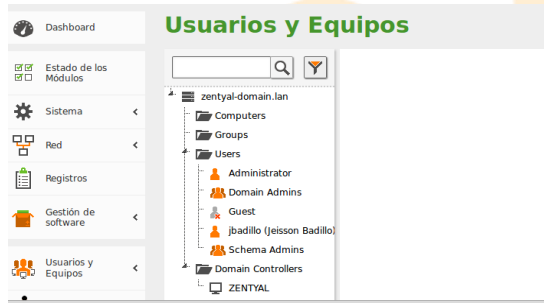 Dashboard
Estado de los
Módulos
Sistema
Red
Registros
Gestión de
software
Usuarios y
Equipos
Usuarios y Equipos
zentyal-domain.lan
Computers
Groups
Users
Administrator
Domain Admins
Guest
jbadillo (Jeisson Badillo)
Schema Admins
Domain Controllers
ZENTYAL